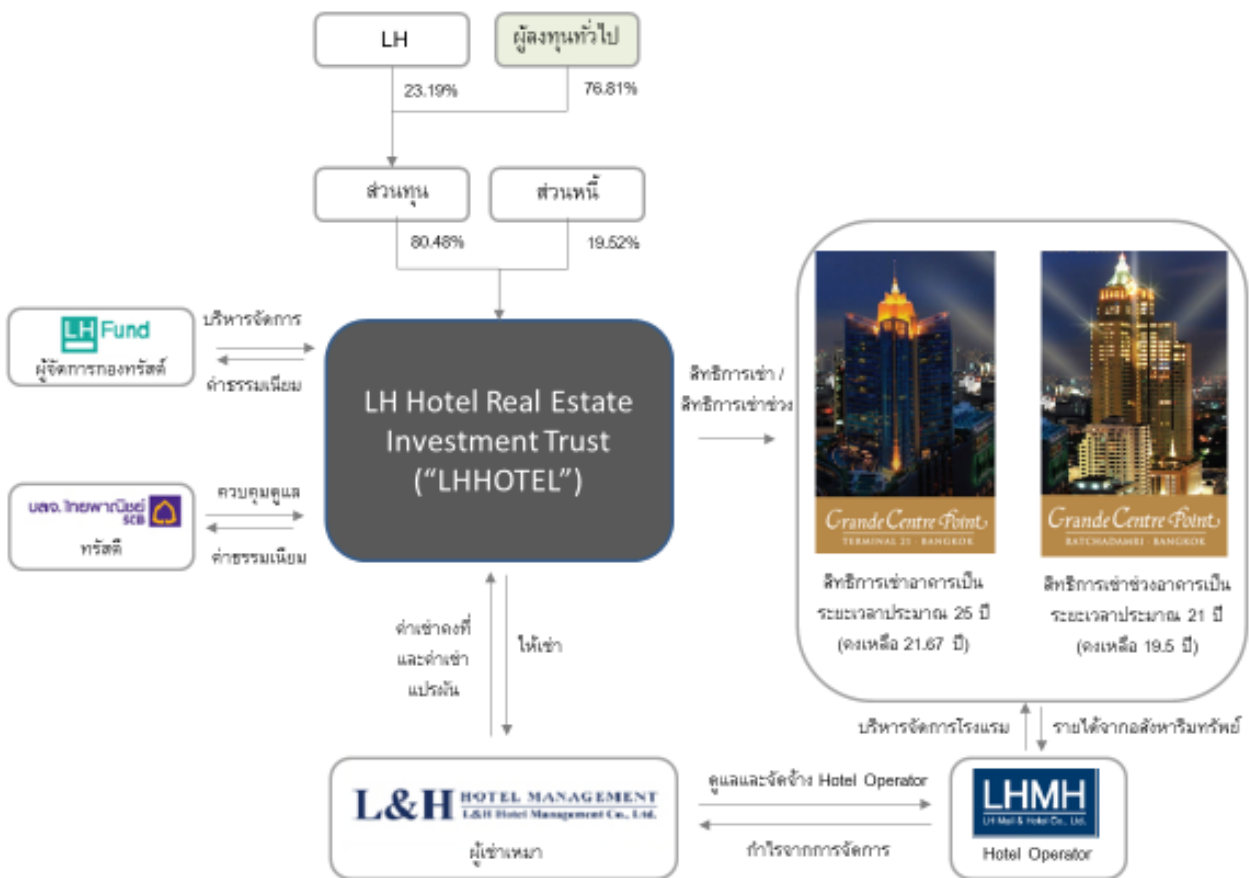 LH
ผู้ลงทุนทั่วไป
23.19%
76.81%
ส่วนทุน
ส่วนหนี้
80.48%
19.52%
LH Fund
ผู้จัดการกองทรัสต์
บริหารจัดการ
ค่าธรรมเนียม
LH Hotel Real Estate
Investment Trust
(“LHHOTEL”)
สิทธิการเช่า /
สิทธิการเช่าช่วง
บลจ. ไทยพาณิชย์
SCB
ทรัสตี
ควบคุมดูแล
ค่าธรรมเนียม
Grande Centre Point
TERMINAL 21 · BANGKOK
Grande Centre Point
RATCHADAMRI · BANGKOK
สิทธิการเช่าอาคารเป็น
ระยะเวลาประมาณ 25 ปี
(คงเหลือ 21.67 ปี)
สิทธิการเช่าช่วงอาคารเป็น
ระยะเวลาประมาณ 21 ปี
(คงเหลือ 19.5 ปี)
ค่าเช่าคงที่
และค่าเช่า
แปรผัน
ให้เช่า
บริหารจัดการโรงแรม
รายได้จากอสังหาริมทรัพย์
L&H HOTEL MANAGEMENT
L&H Hotel Management Co., Ltd.
ผู้เช่าเหมา
ดูแลและจัดจ้าง Hotel Operator
กำไรจากการจัดการ
LHMH
LH Mall & Hotel Co., Ltd.
Hotel Operator